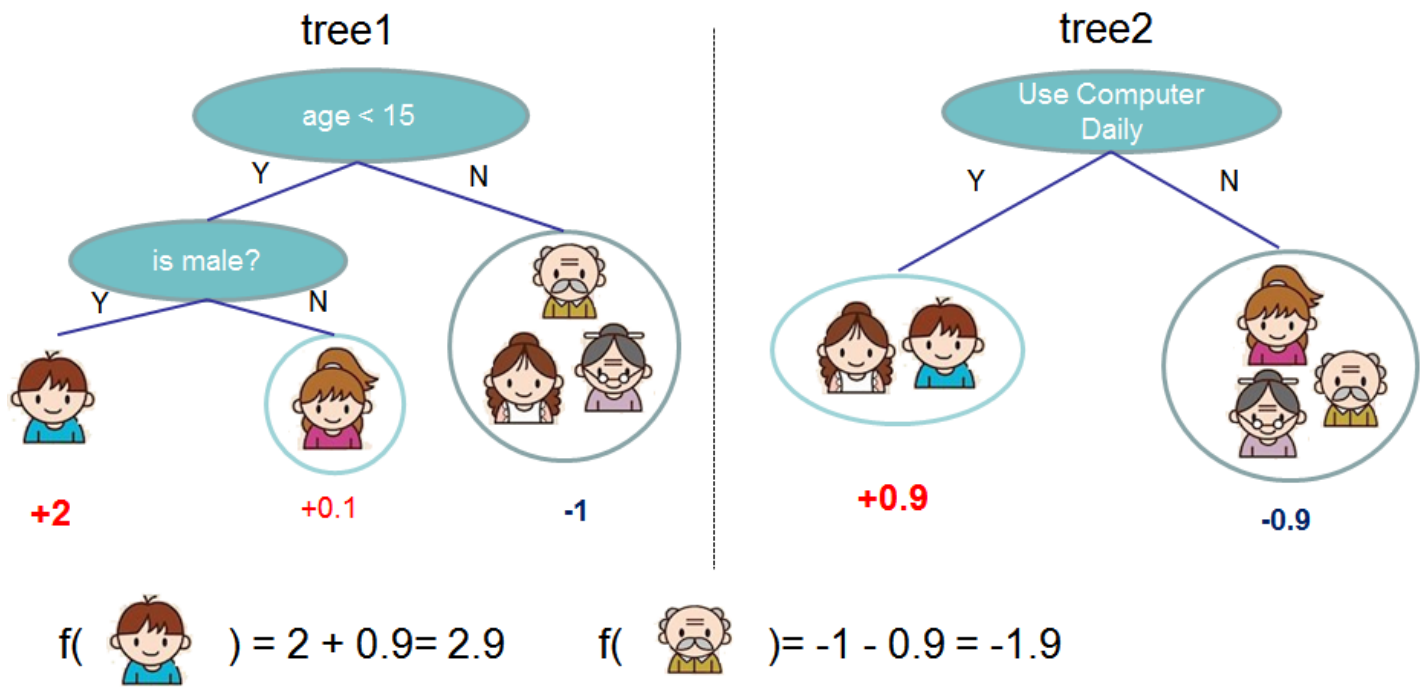 tree1
age < 15
Y
N
is male?
Y
N
+2
+0.1
-1
tree2
Use Computer
Daily
Y
N
+0.9
-0.9
f( ) = 2 + 0.9= 2.9
f( )= -1 - 0.9 = -1.9